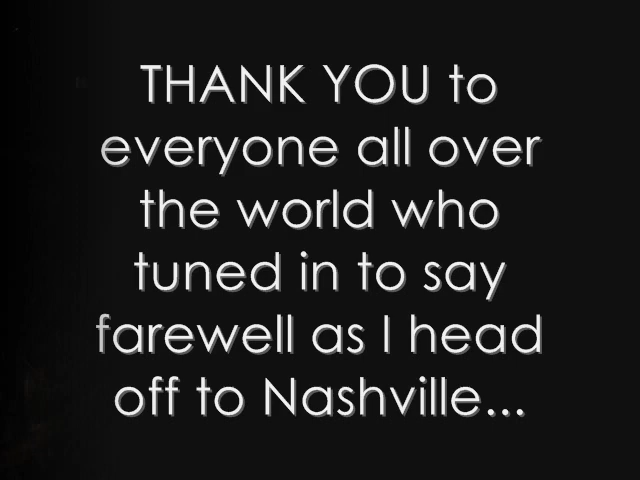 THANK YOU to
everyone all over
the world who
tuned in to say
farewell as I head
off to Nashville...